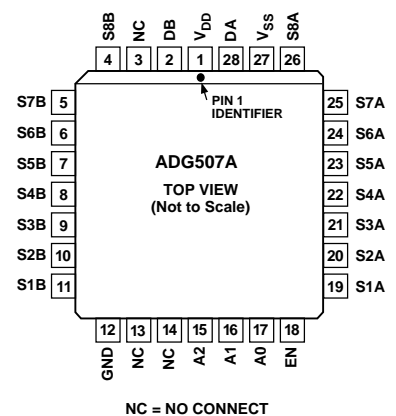 S8B NC DB VDD DA VSS S8A
4 3 2 1 28 27 26
PIN 1
IDENTIFIER
S7B 5
25 S7A
S6B 6
24 S6A
S5B 7
23 S5A
S4B 8
22 S4A
S3B 9
21 S3A
S2B 10
20 S2A
S1B 11
19 S1A
ADG507A
TOP VIEW
(Not to Scale)
12 13 14 15 16 17 18
GND NC NC A2 A1 A0 EN
NC = NO CONNECT